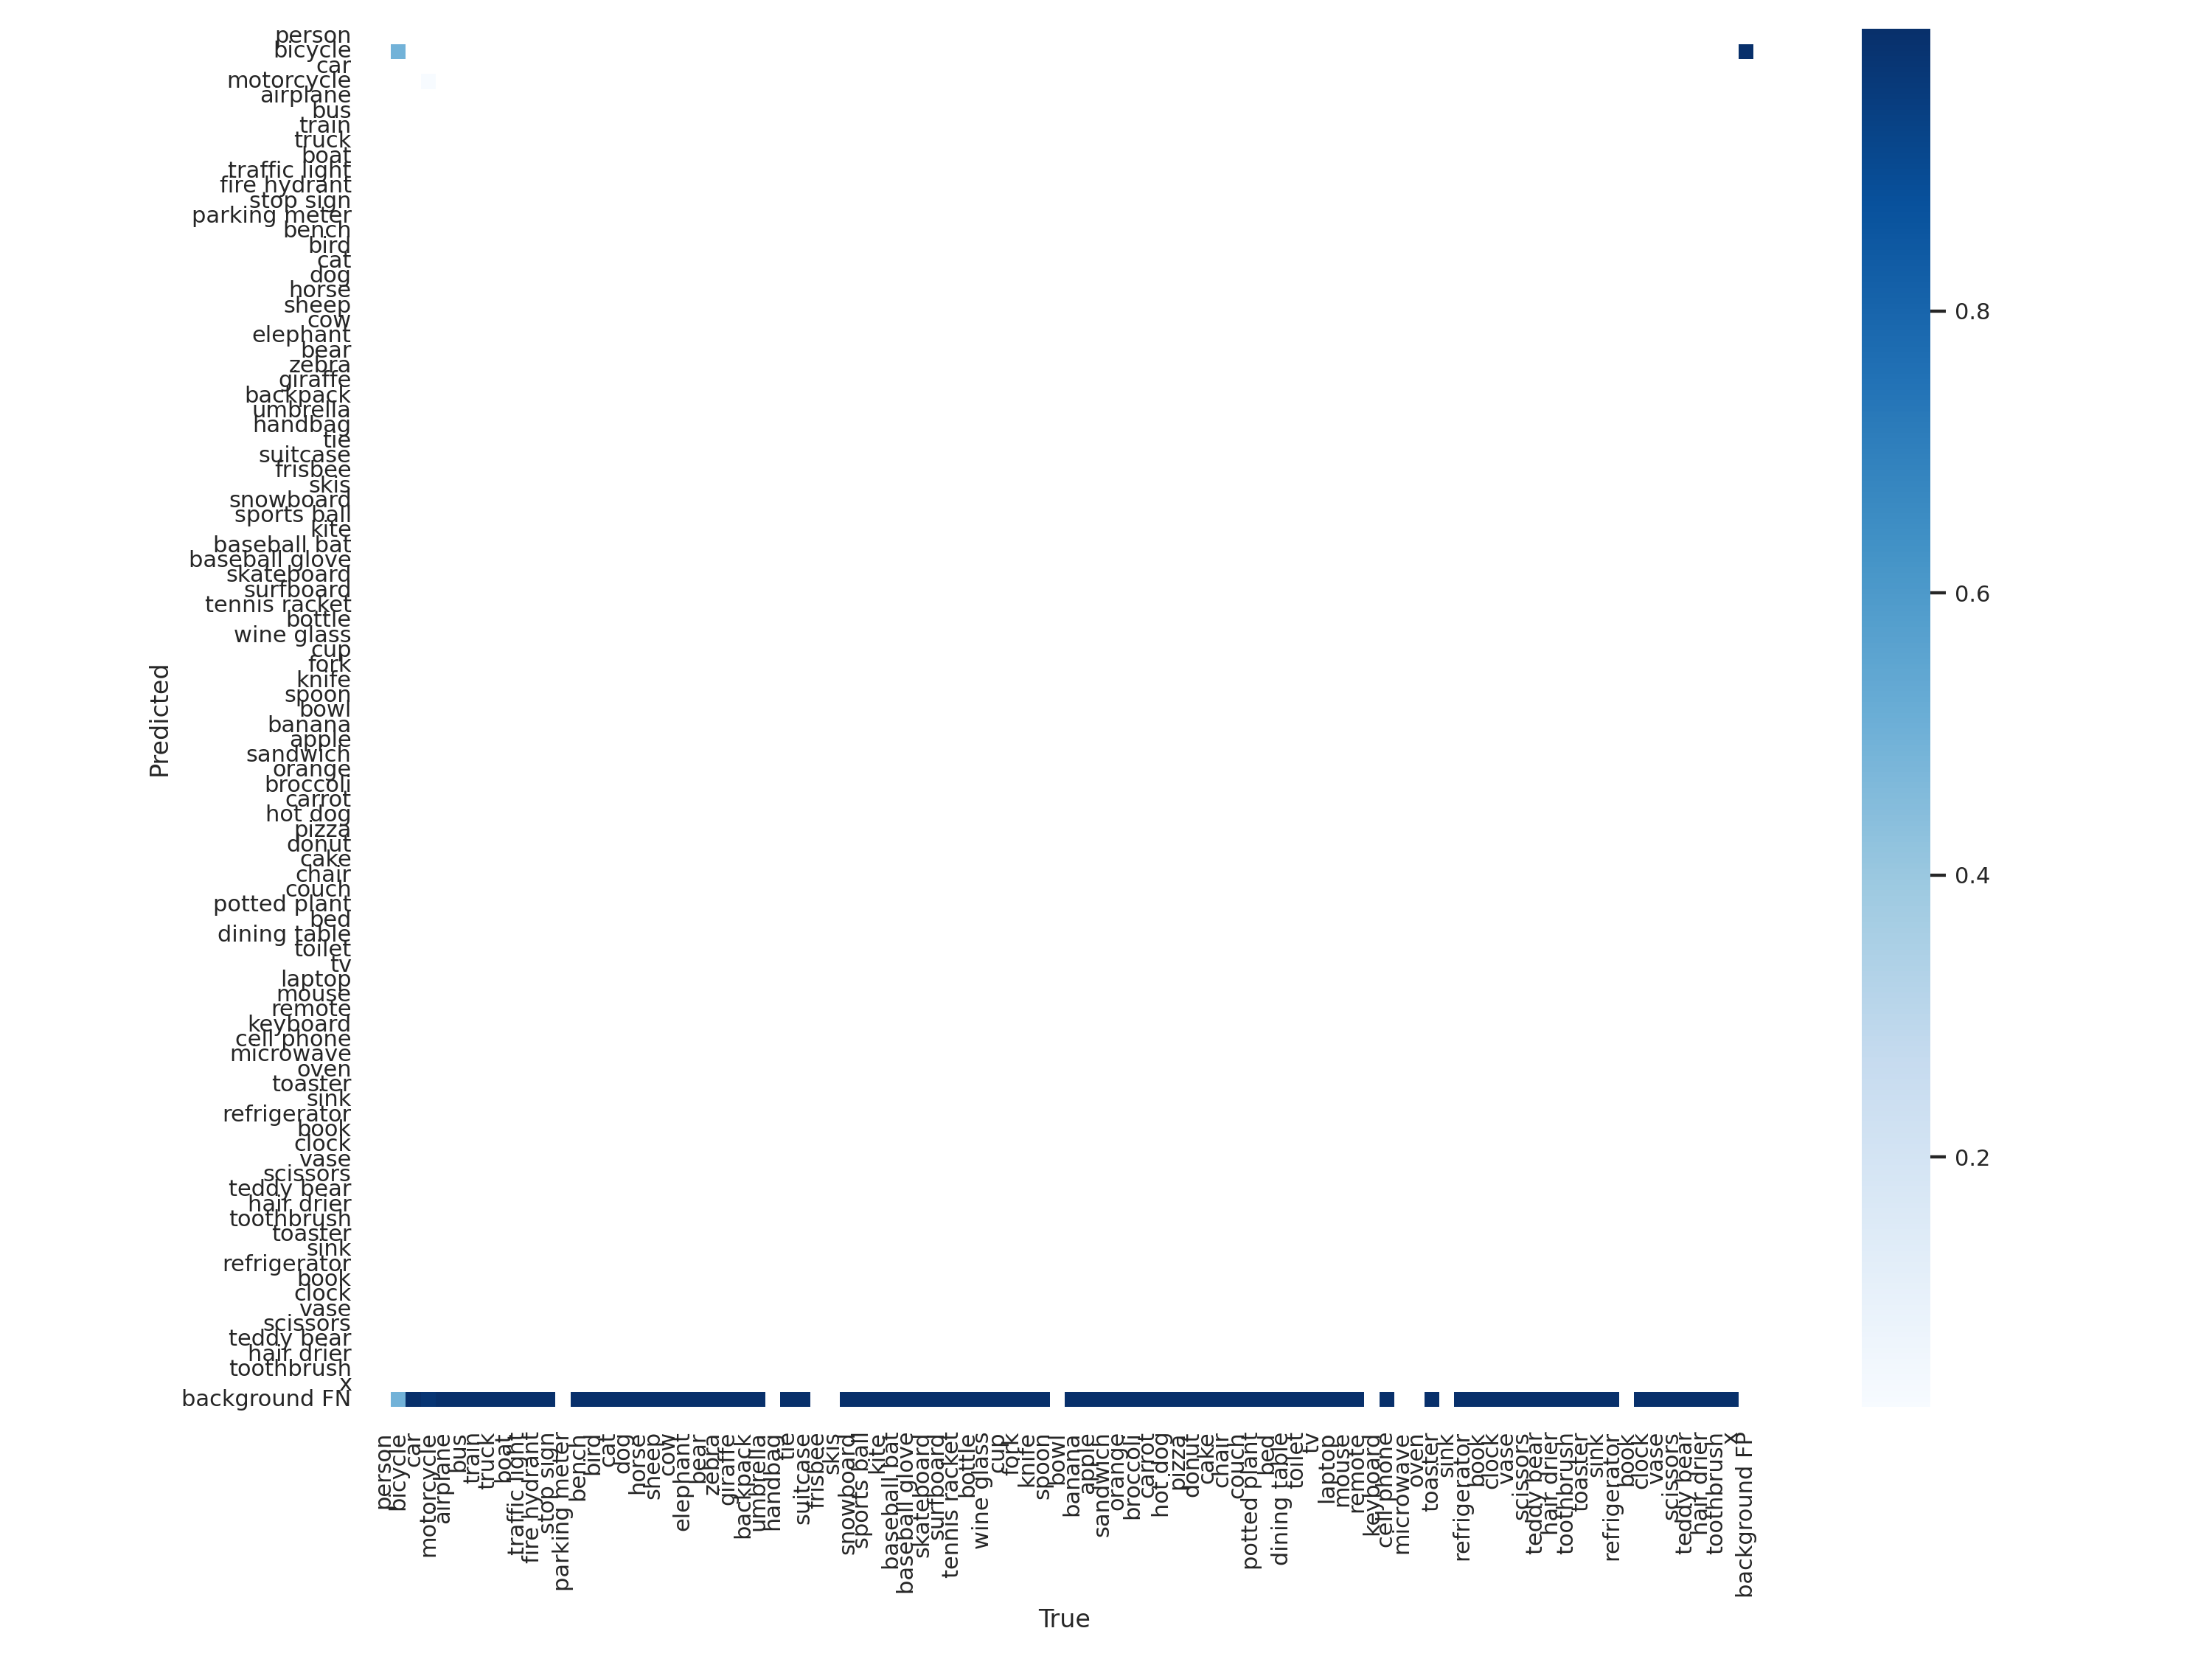 person
bicycle
car
motorcycle
airplane
bus
train
truck
boat
traffic light
fire hydrant
stop sign
parking meter
bench
bird
cat
dog
horse
sheep
cow
elephant
bear
zebra
giraffe
backpack
umbrella
handbag
tie
suitcase
frisbee
skis
snowboard
sports ball
kite
baseball bat
baseball glove
skateboard
surfboard
tennis racket
bottle
wine glass
cup
fork
knife
spoon
bowl
banana
apple
sandwich
orange
broccoli
carrot
hot dog
pizza
donut
cake
chair
couch
potted plant
bed
dining table
toilet
tv
laptop
mouse
remote
keyboard
cell phone
microwave
oven
toaster
sink
refrigerator
book
clock
vase
scissors
teddy bear
hair drier
toothbrush
toaster
sink
refrigerator
book
clock
vase
scissors
teddy bear
hair drier
toothbrush
x
background FN
Predicted
person
bicycle
car
motorcycle
airplane
bus
train
truck
boat
traffic light
fire hydrant
stop sign
parking meter
bench
bird
cat
dog
horse
sheep
cow
elephant
bear
zebra
giraffe
backpack
umbrella
handbag
tie
suitcase
frisbee
skis
snowboard
sports ball
kite
baseball bat
baseball glove
skateboard
surfboard
tennis racket
bottle
wine glass
cup
fork
knife
spoon
bowl
banana
apple
sandwich
orange
broccoli
carrot
hot dog
pizza
donut
cake
chair
couch
potted plant
bed
dining table
toilet
tv
laptop
mouse
remote
keyboard
cell phone
microwave
oven
toaster
sink
refrigerator
book
clock
vase
scissors
teddy bear
hair drier
toothbrush
toaster
sink
refrigerator
book
clock
vase
scissors
teddy bear
hair drier
toothbrush
x
background FP
True
0.8
0.6
0.4
0.2